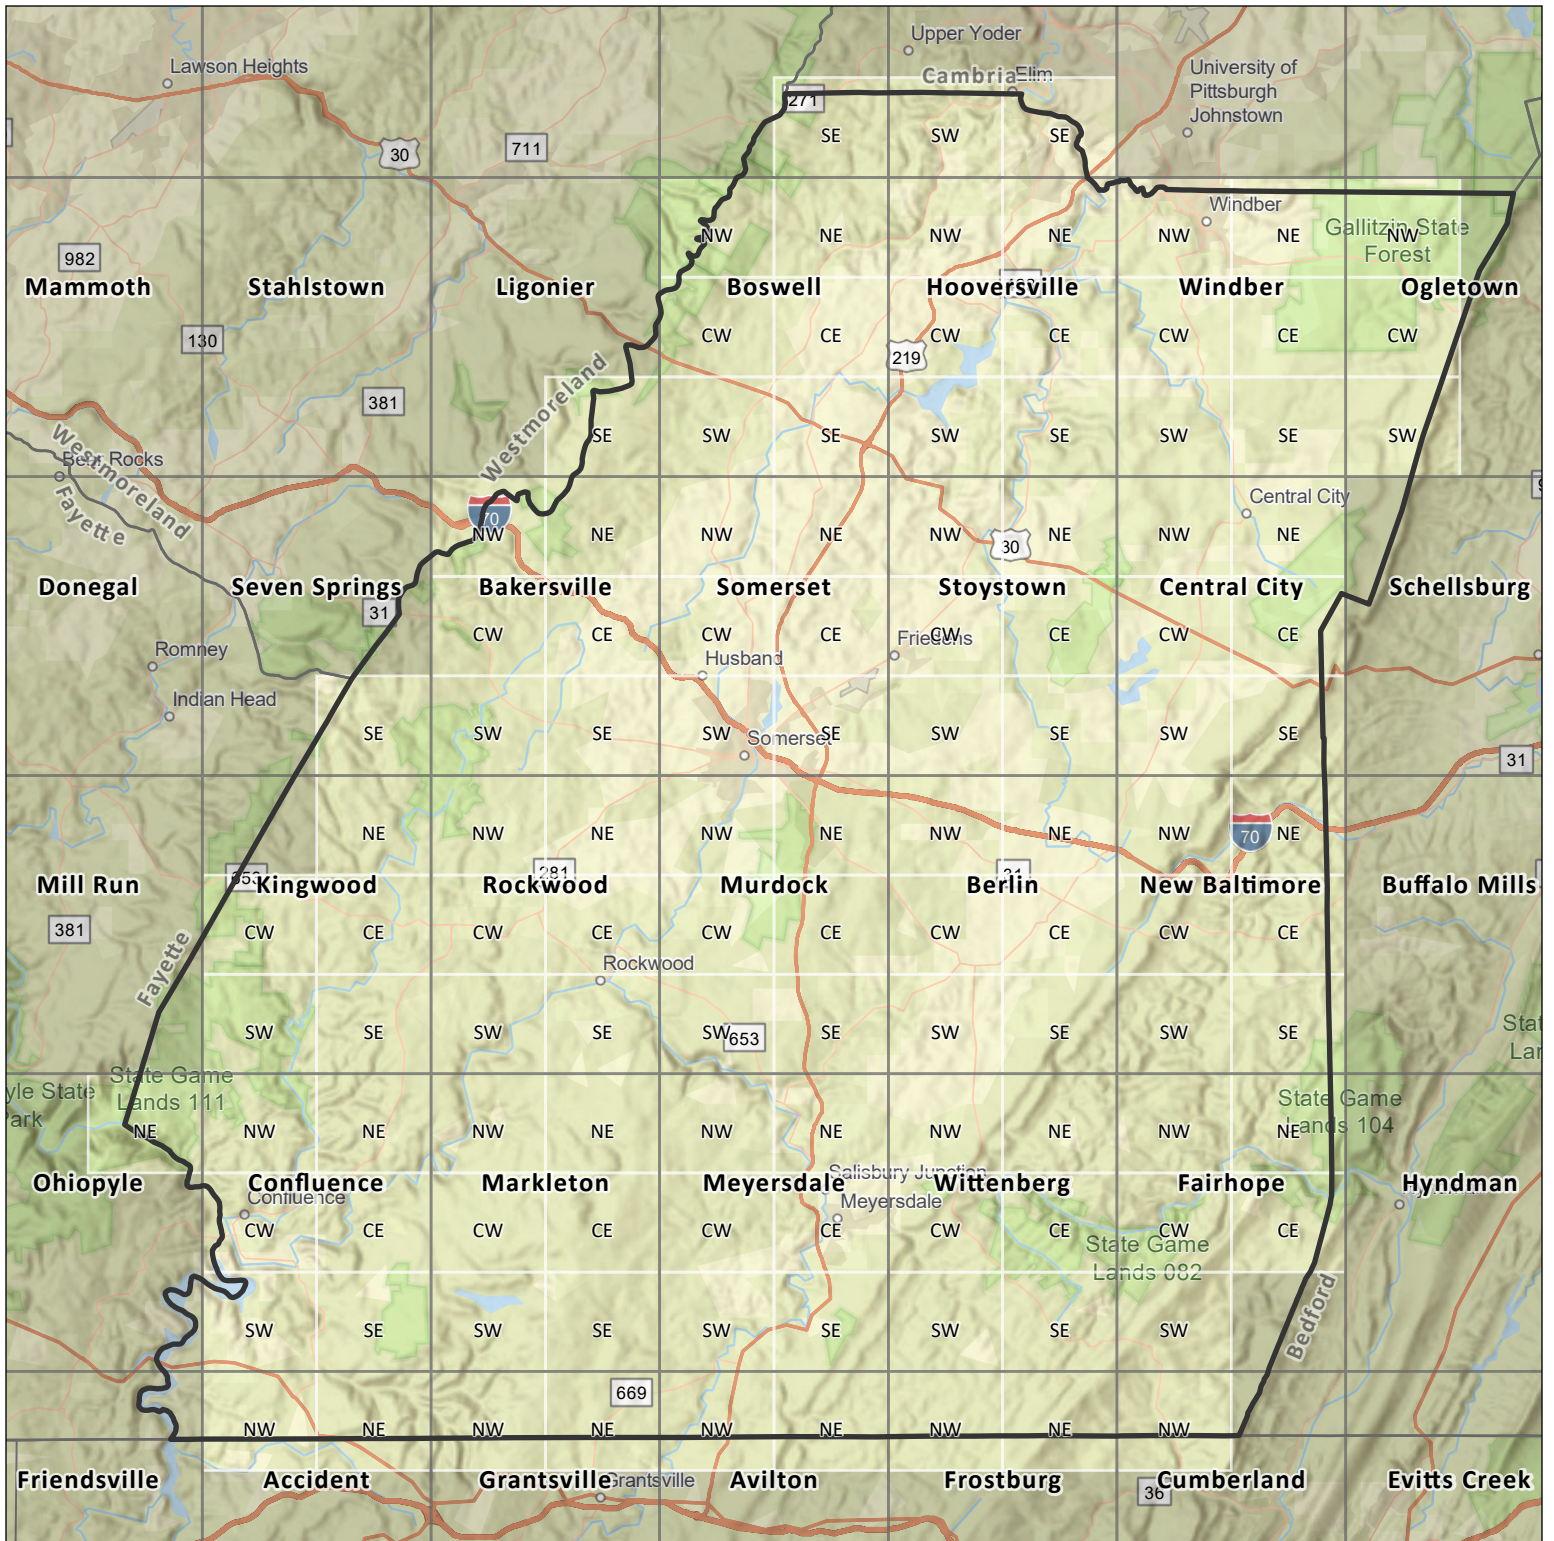 Upper Yoder
Lawson Heights
Cambria
Elim
University of
Pittsburgh
Johnstown
271
711
30
SE
SW
SE
Windber
Gallitzin State
Forest
NW
NE
NW
NE
NW
NE
NW
982
Mammoth
Stahlstown
Ligonier
Boswell
Hooversville
Windber
Ogletown
130
CW
CE
CW
CE
CW
CE
CW
219
Westmoreland
381
SE
SW
SE
SW
SE
SW
SE
SW
Westmoreland
Bear Rocks
Fayette
Central City
70
NW
NE
NW
NE
NW
NE
NW
NE
30
Donegal
Seven Springs
Bakersville
Somerset
Stoystown
Central City
Schellsburg
31
CW
CE
CW
CE
CW
CE
CW
CE
Friedens
Romney
Husband
Indian Head
SE
SW
SE
SW
SE
SW
SE
SW
SE
Somerset
31
NE
NW
NE
NW
NE
NW
NE
NW
70
NE
653
281
31
Mill Run
Kingwood
Rockwood
Murdock
Berlin
New Baltimore
Buffalo Mills
381
CW
CE
CW
CE
CW
CE
CW
CE
CW
CE
Fayette
Rockwood
SW
SE
SW
SE
SW
653
SE
SW
SE
SW
SE
State Game
Lands 111
State Game
Lands 104
NE
NW
NE
NW
NE
NW
NE
NW
NE
NW
NE
Salisbury Junction
Ohiopyle
Confluence
Markleton
Meyersdale
Wittenberg
Fairhope
Hyndman
Confluence
Meyersdale
CW
CE
CW
CE
CW
CE
CW
CE
CW
CE
State Game
Lands 082
Bedford
SW
SE
SW
SE
SW
SE
SW
SE
SW
669
NW
NE
NW
NE
NW
NE
NW
NE
NW
Friendsville
Accident
Grantsville
Grantsville
Avilton
Frostburg
36
Cumberland
Evitts Creek